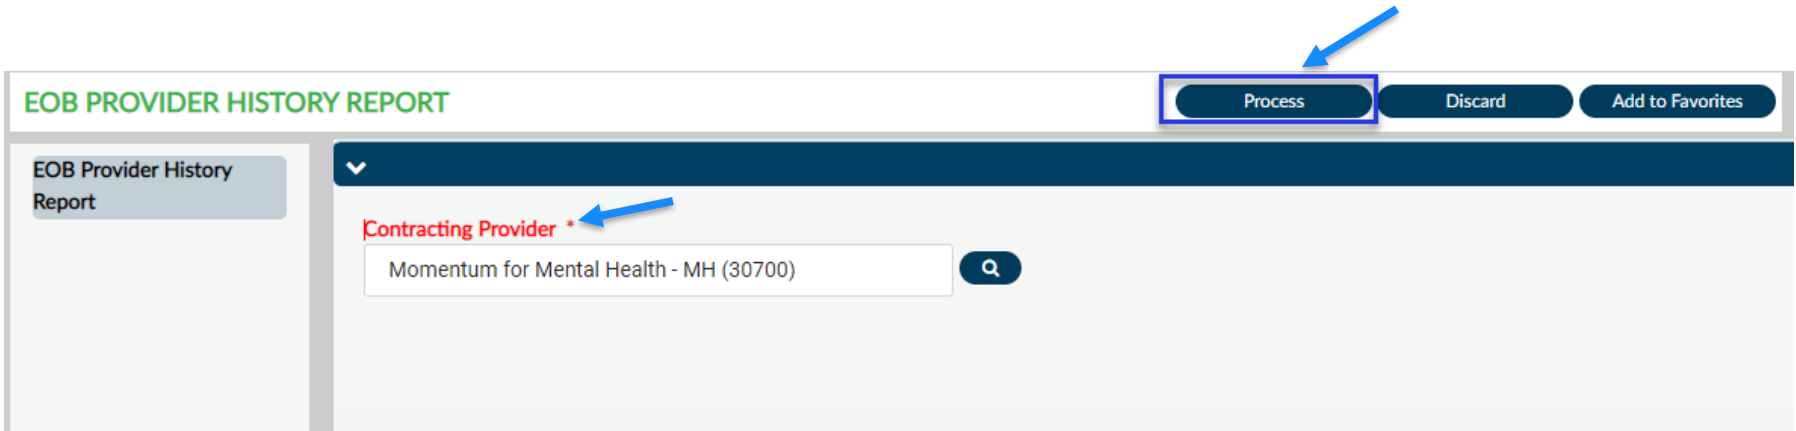 EOB PROVIDER HISTORY REPORT
Process
Discard
Add to Favorites
EOB Provider History
Report
Contracting Provider *
Momentum for Mental Health - MH (30700)